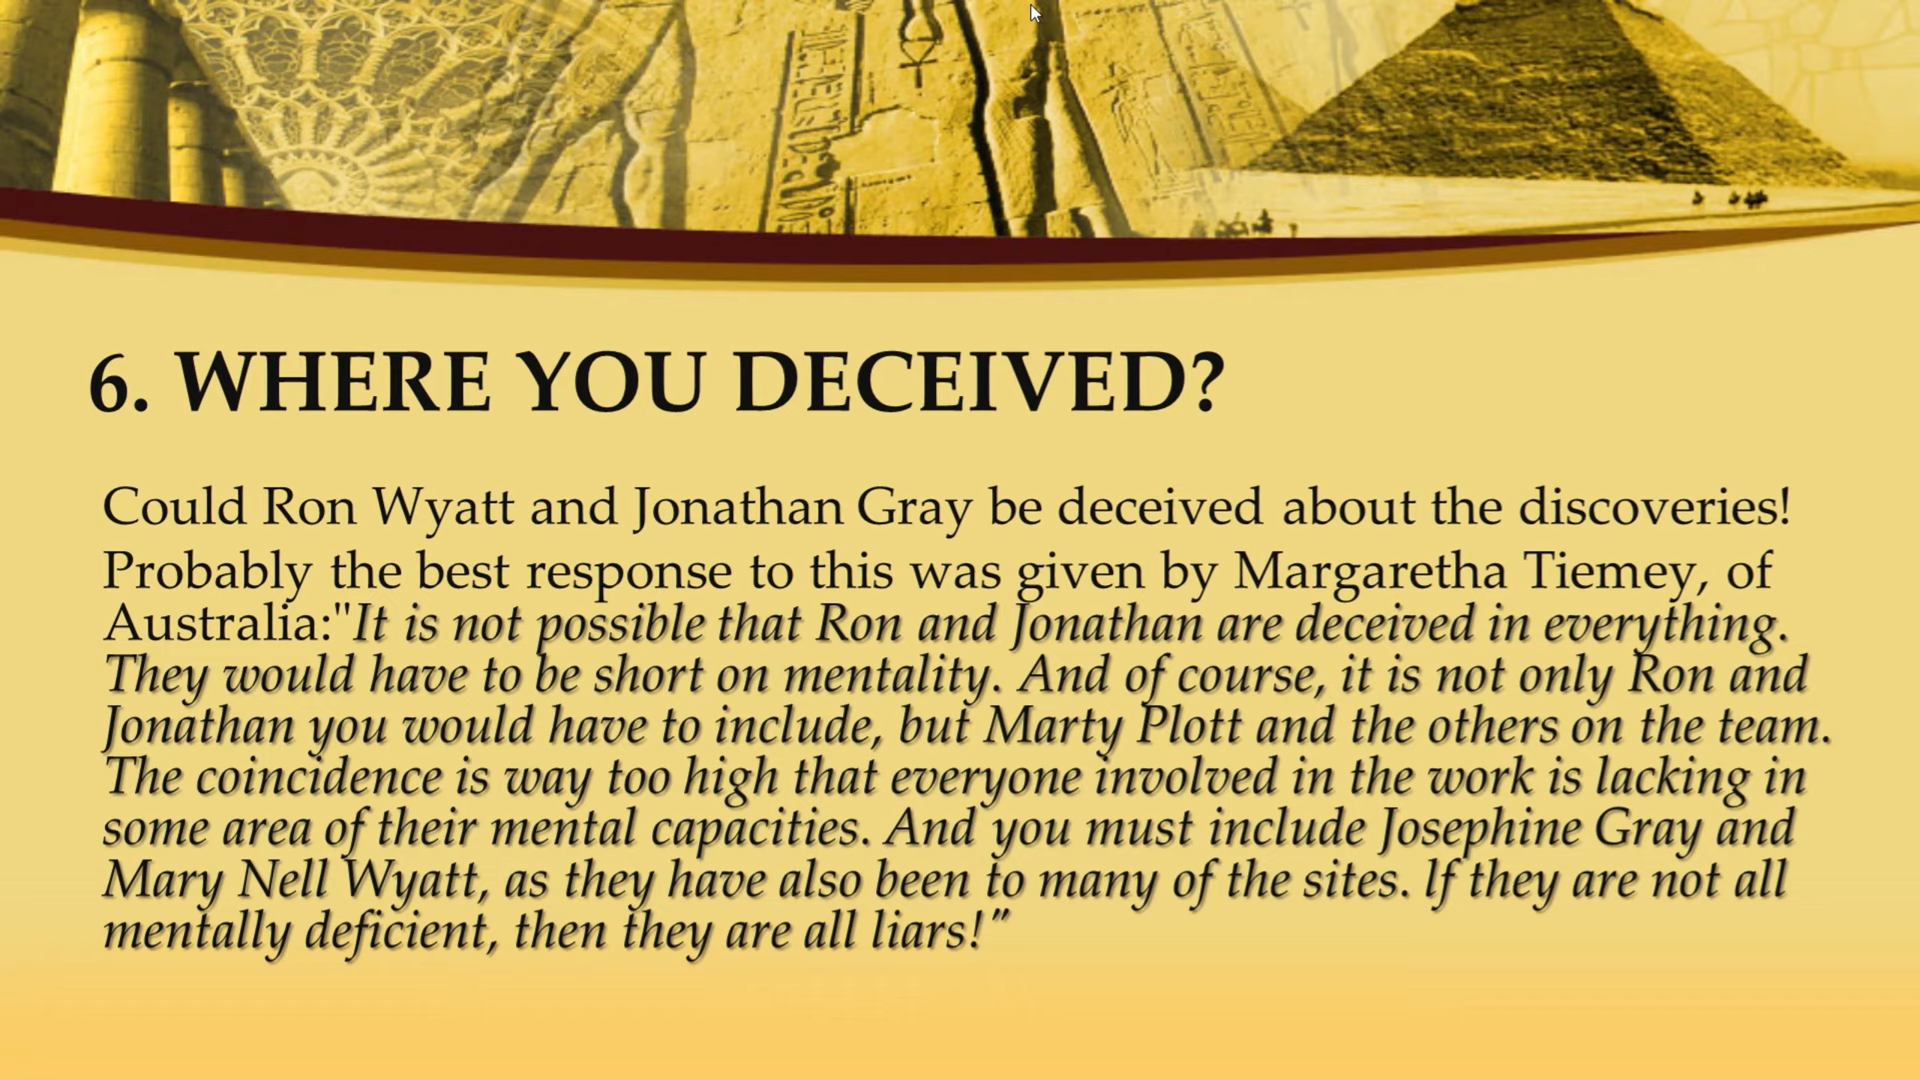 6. WHERE YOU DECEIVED?
Could Ron Wyatt and Jonathan Gray be deceived about the discoveries!
Probably the best response to this was given by Margaretha Tiemey, of
Australia:"It is not possible that Ron and Jonathan are deceived in everything.
They would have to be short on mentality. And of course, it is not only Ron and
Jonathan you would have to include, but Marty Plott and the others on the team.
The coincidence is way too high that everyone involved in the work is lacking in
some area of their mental capacities. And you must include Josephine Gray and
Mary Nell Wyatt, as they have also been to many of the sites. lf they are not all
mentally deficient, then they are all liars!”